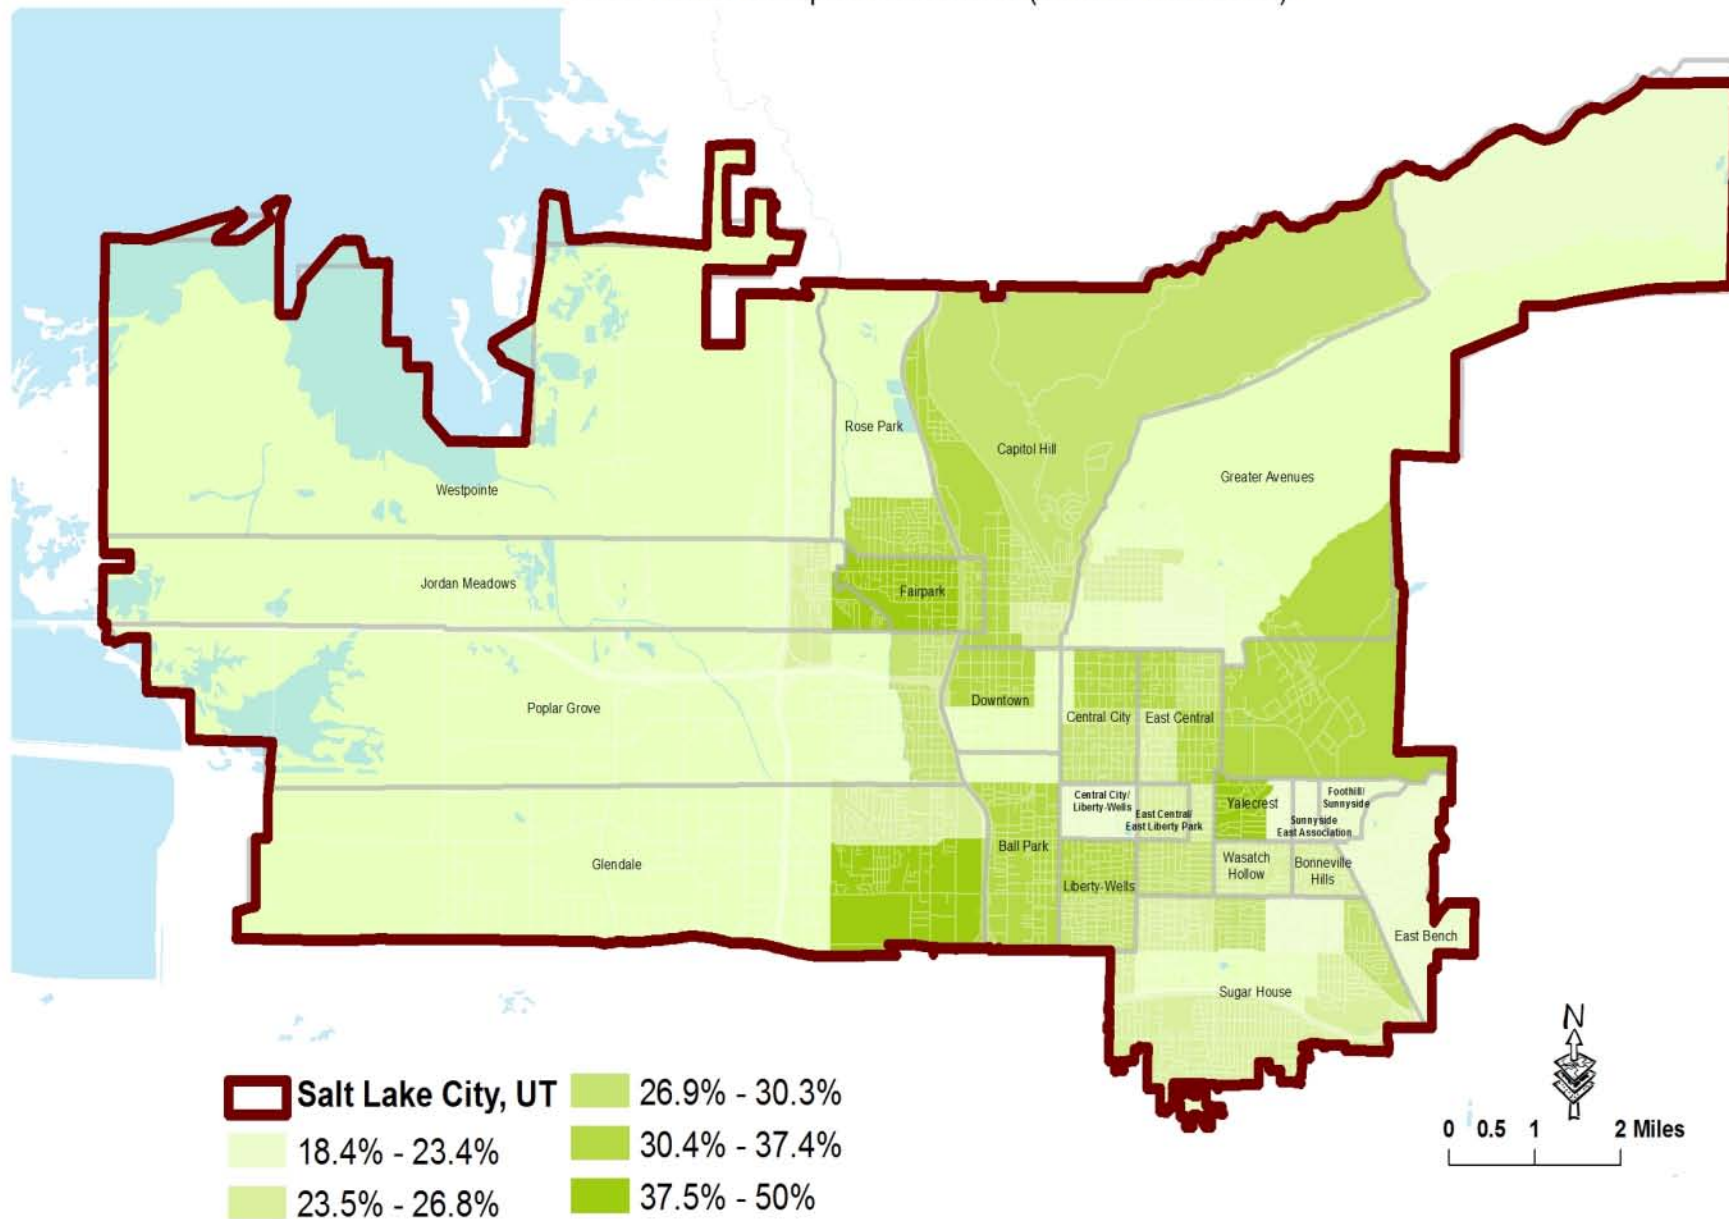 Rose Park
Capitol Hill
Greater Avenues
Westpointe
Jordan Meadows
Fairpark
Poplar Grove
Downtown
Central City
East Central
Central City/
Liberty-Wells
East Central/
East Liberty Park
Yalecrest
Foothill/
Sunnyside
Sunnyside
East Association
Glendale
Ball Park
Liberty-Wells
Wasatch
Hollow
Bonneville
Hills
East Bench
Sugar House
N
0 0.5 1 2 Miles
Salt Lake City, UT
18.4% - 23.4%
23.5% - 26.8%
26.9% - 30.3%
30.4% - 37.4%
37.5% - 50%